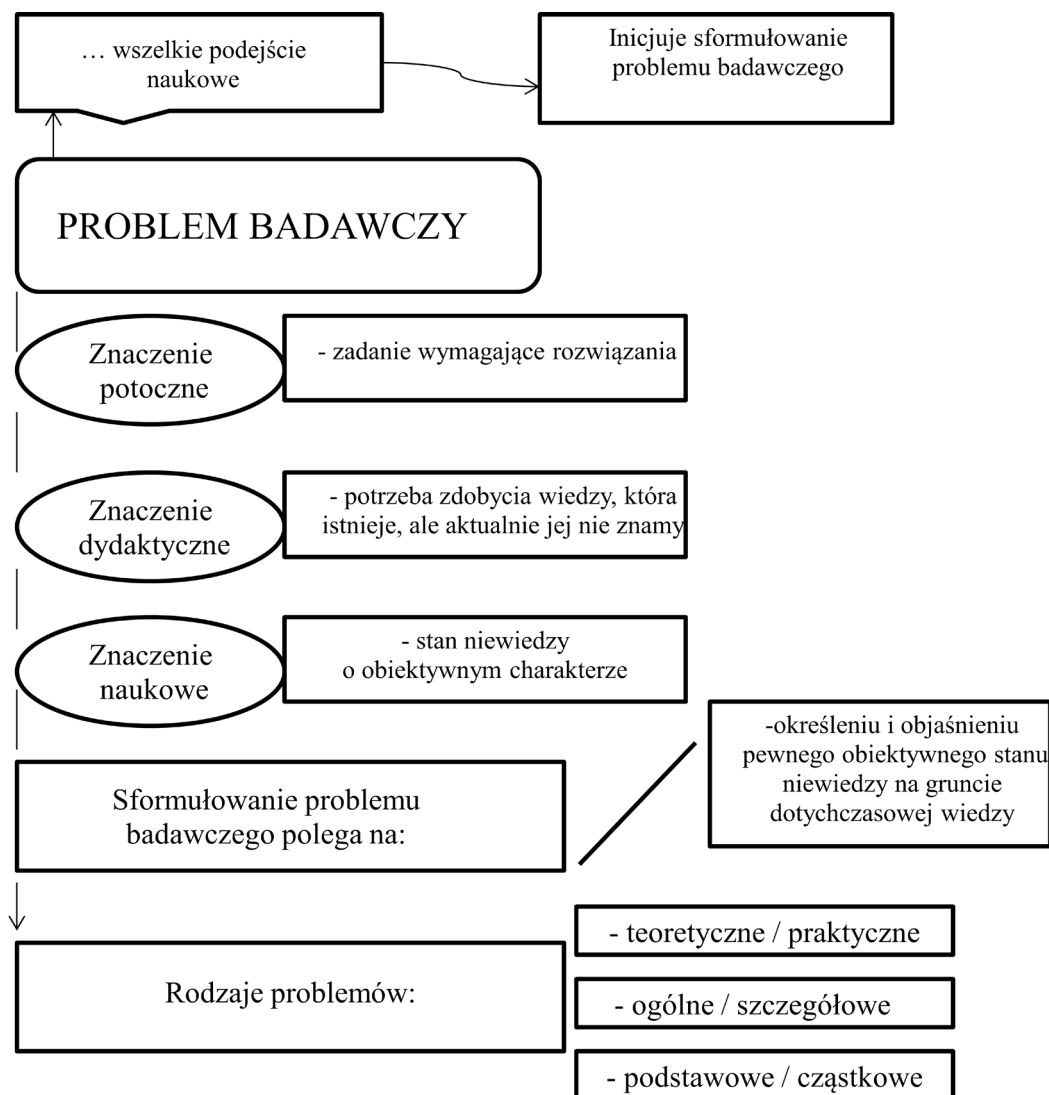 … wszelkie podejście
naukowe
Inicjuje sformułowanie
problemu badawczego
PROBLEM BADAWCZY
Znaczenie
potoczne
- zadanie wymagające rozwiązania
Znaczenie
dydaktyczne
- potrzeba zdobycia wiedzy, która
istnieje, ale aktualnie jej nie znamy
Znaczenie
naukowe
- stan niewiedzy
o obiektywnym charakterze
Sformułowanie problemu
badawczego polega na:
-określeniu i objaśnieniu
pewnego obiektywnego stanu
niewiedzy na gruncie
dotychczasowej wiedzy
Rodzaje problemów:
- teoretyczne / praktyczne
- ogólne / szczegółowe
- podstawowe / cząstkowe